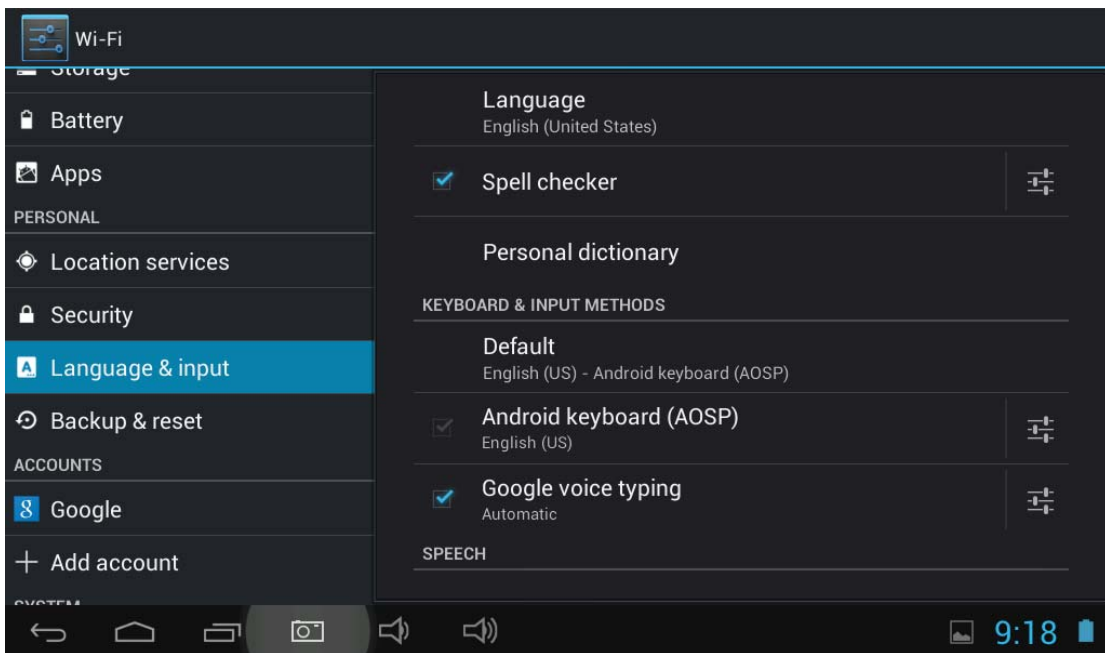 Wi-Fi
Storage
Battery
Apps
PERSONAL
Location services
Security
Language & input
Backup & reset
ACCOUNTS
Google
Add account
SYSTEM
Language
English (United States)
Spell checker
Personal dictionary
KEYBOARD & INPUT METHODS
Default
English (US) - Android keyboard (AOSP)
Android keyboard (AOSP)
English (US)
Google voice typing
Automatic
SPEECH
9:18